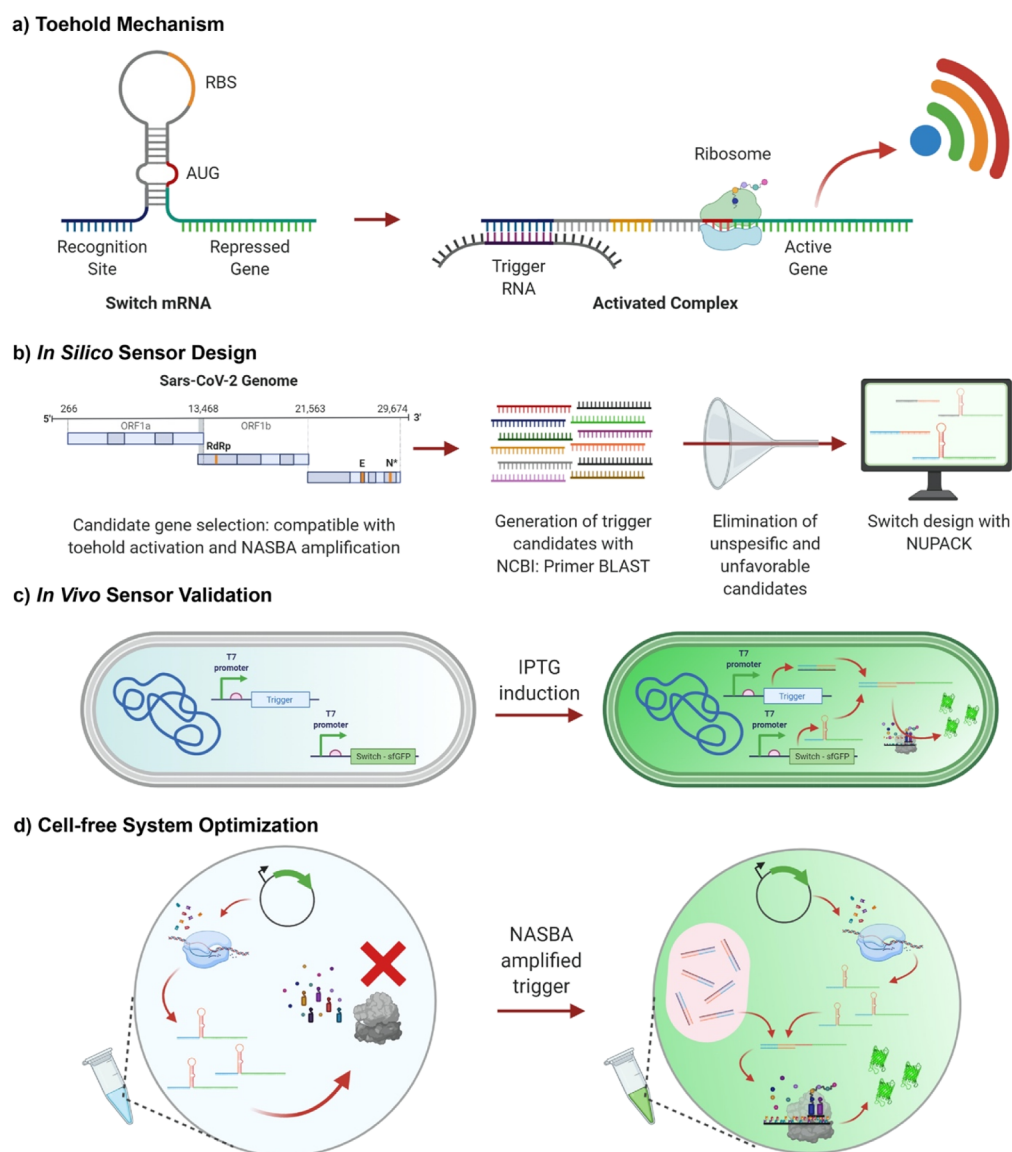 a) Toehold Mechanism
RBS
AUG
Recognition
Site
Repressed
Gene
Switch mRNA
Ribosome
Trigger
RNA
Active
Gene
Activated Complex
b) In Silico Sensor Design
Sars-CoV-2 Genome
266
13,468
21,563
29,674
5'
3'
ORF1a
ORF1b
RdRp
E
N*
Candidate gene selection: compatible with
toehold activation and NASBA amplification
Generation of trigger
candidates with
NCBI: Primer BLAST
Elimination of
unspesific and
unfavorable
candidates
Switch design with
NUPACK
c) In Vivo Sensor Validation
T7
promoter
Trigger
T7
promoter
Switch - sfGFP
IPTG
induction
T7
promoter
Trigger
T7
promoter
Switch - sfGFP
d) Cell-free System Optimization
NASBA
amplified
trigger